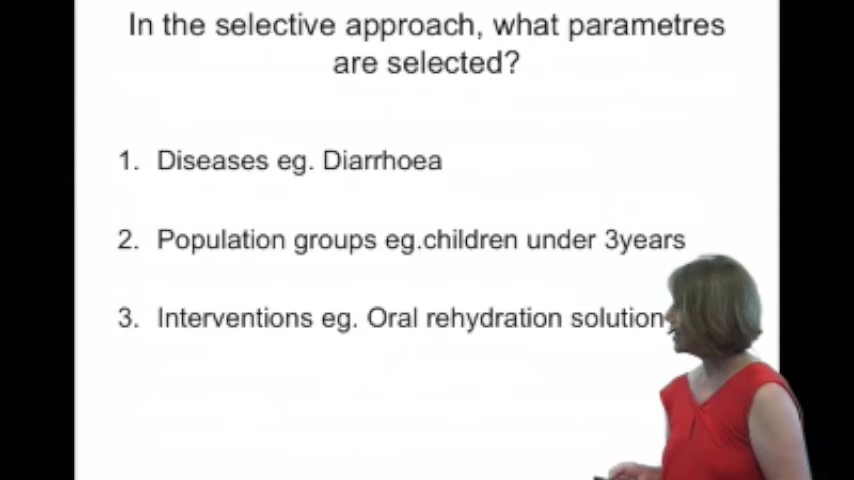 In the selective approach, what parametres
are selected?
1. Diseases eg. Diarrhoea
2. Population groups eg.children under 3years
3. Interventions eg. Oral rehydration solution